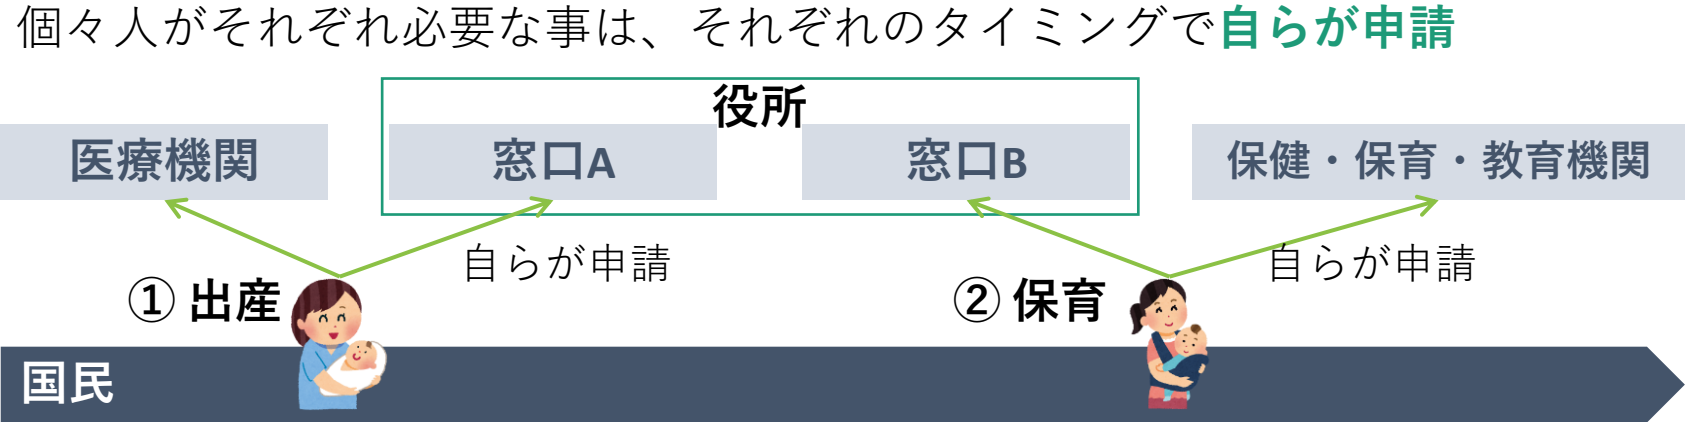 個々人がそれぞれ必要な事は、それぞれのタイミングで自らが申請
役所
医療機関
窓口A
窓口B
保健・保育・教育機関
自らが申請
自らが申請
① 出産
② 保育
国民